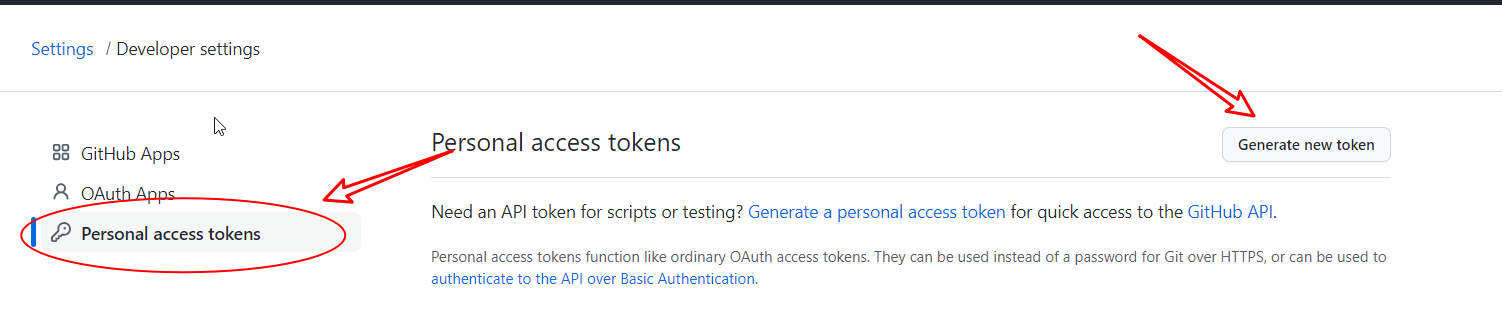 Settings / Developer settings
GitHub Apps
OAuth Apps
Personal access tokens
Personal access tokens
Generate new token
Need an API token for scripts or testing? Generate a personal access token for quick access to the GitHub API.
Personal access tokens function like ordinary OAuth access tokens. They can be used instead of a password for Git over HTTPS, or can be used to
authenticate to the API over Basic Authentication.